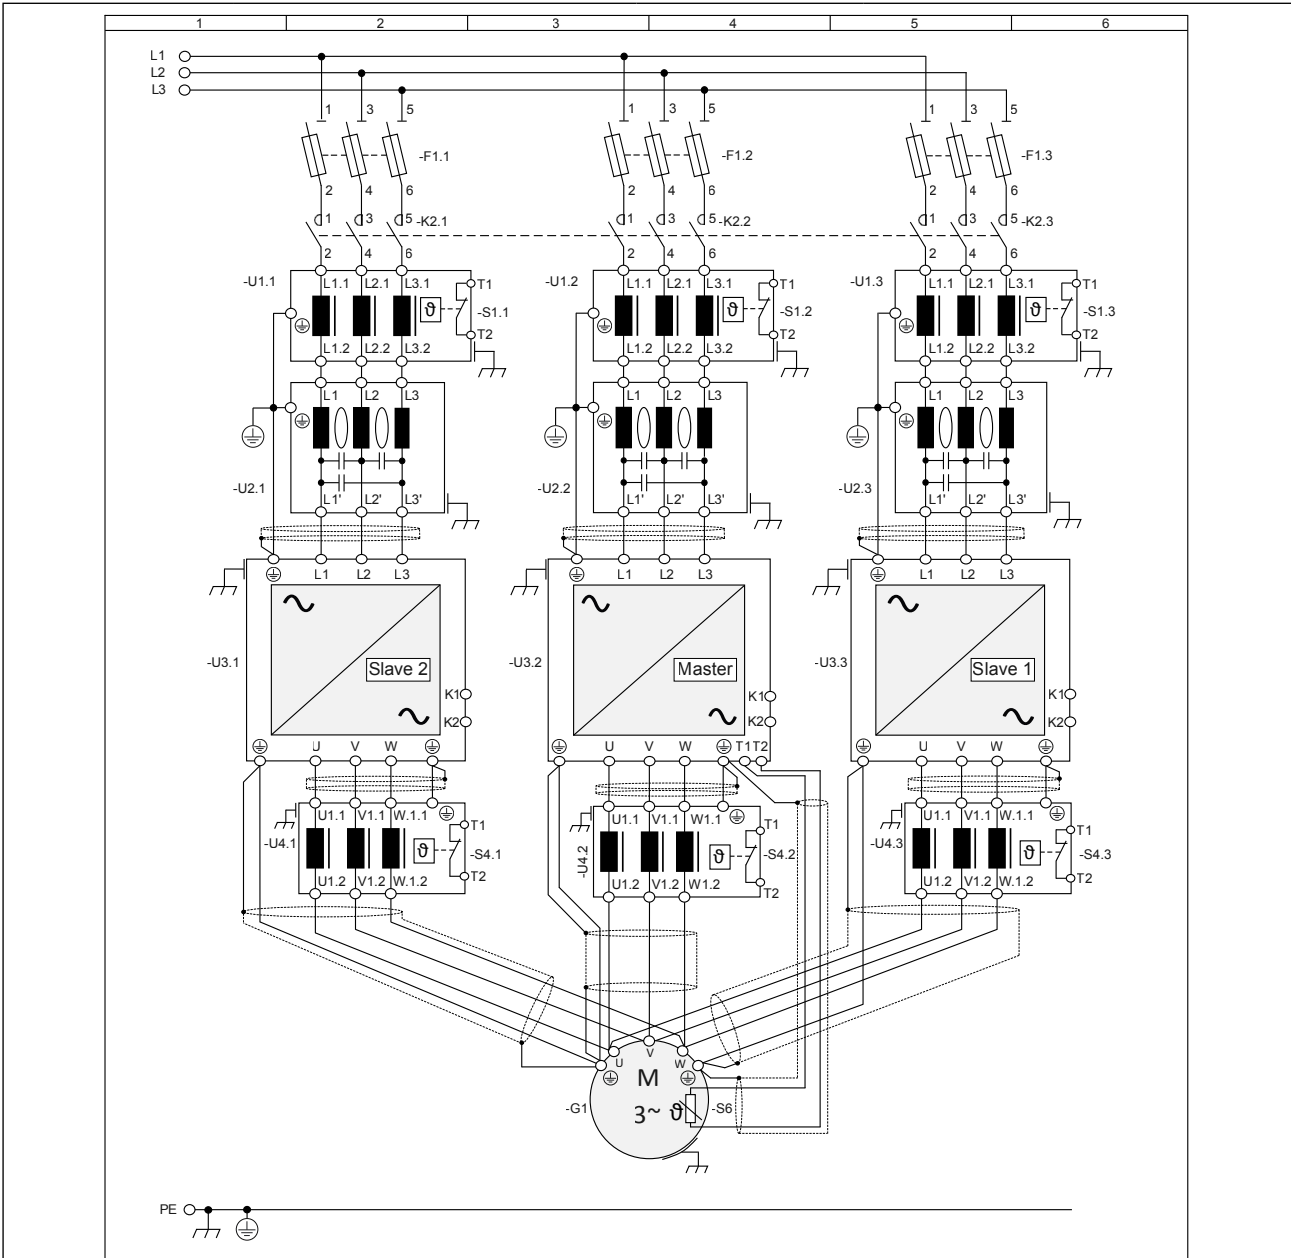 1 2 3 4 5 6
L1
L2
L3
1 3 5 1 3 5 1 3 5
-F1.1 -F1.2 -F1.3
2 4 6 2 4 6 2 4 6
1 3 5 -K2.1 1 3 5 -K2.2 1 3 5 -K2.3
2 4 6 2 4 6 2 4 6
-U1.1 L1.1 L2.1 L3.1 T1 -U1.2 L1.1 L2.1 L3.1 T1 -U1.3 L1.1 L2.1 L3.1 T1
ϑ -S1.1 ϑ -S1.2 ϑ -S1.3
T2 T2 T2
L1.2 L2.2 L3.2 L1.2 L2.2 L3.2 L1.2 L2.2 L3.2
L1 L2 L3 L1 L2 L3 L1 L2 L3
-U2.1 -U2.2 -U2.3
L1' L2' L3' L1' L2' L3' L1' L2' L3'
L1 L2 L3 L1 L2 L3 L1 L2 L3
-U3.1 Slave 2 -U3.2 Master -U3.3 Slave 1
K1 K1 K1
K2 K2 K2
U V W U V W T1 T2 U V W
U1.1 V1.1 W.1.1 T1 U1.1 V1.1 W1.1 T1 U1.1 V1.1 W.1.1 T1
-U4.1 ϑ -S4.1 -U4.2 ϑ -S4.2 -U4.3 ϑ -S4.3
U1.2 V1.2 W.1.2 T2 U1.2 V1.2 W1.2 T2 U1.2 V1.2 W.1.2 T2
U V W
M
-G1 3~ ϑ -S6
PE